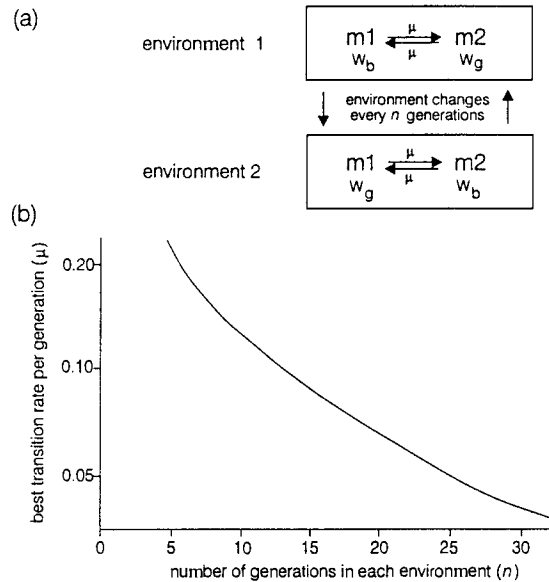 (a)
environment 1
m1 μ m2
μ
w_b w_g
environment changes
every n generations
environment 2
m1 μ m2
μ
w_g w_b
(b)
best transition rate per generation (μ)
0.20
0.10
0.05
0 5 10 15 20 25 30
number of generations in each environment (n)